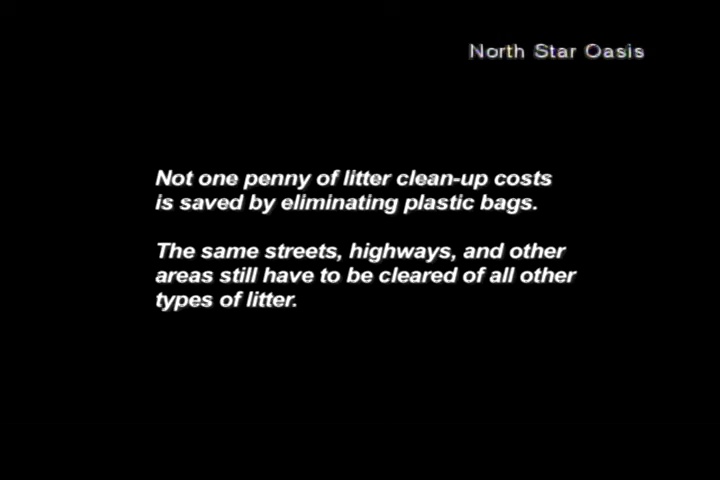 North Star Oasis
Not one penny of litter clean-up costs
is saved by eliminating plastic bags.
The same streets, highways, and other
areas still have to be cleared of all other
types of litter.